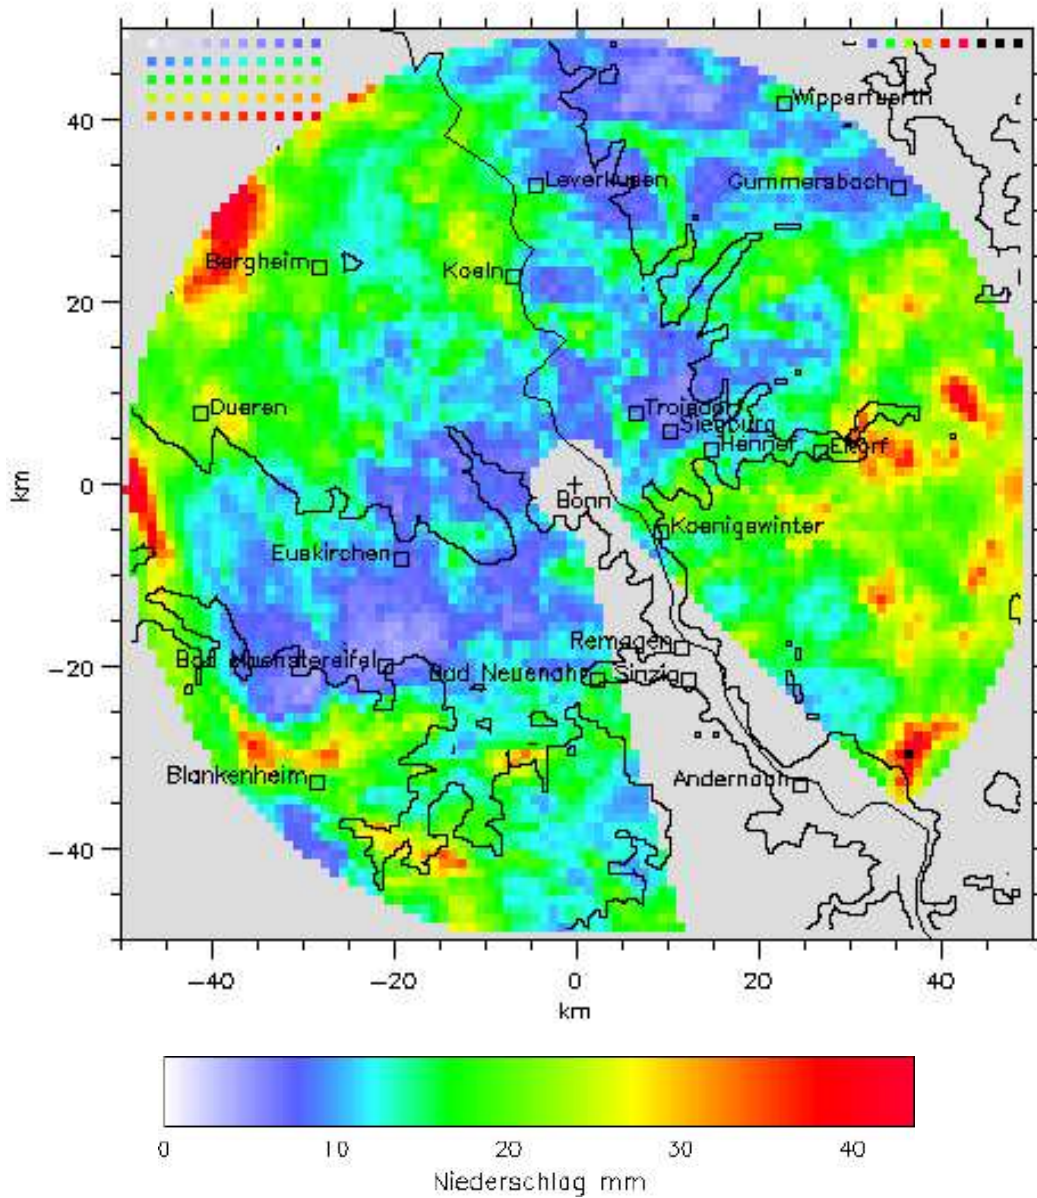 40
20
0
−20
−40
km
Wipperfuerth
Leverkusen
Gummersbach
Bergheim
Koeln
Dueren
Troisdorf
Siegburg
Hennef
Eitorf
Bonn
Koenigswinter
Euskirchen
Remagen
Bad Muenstereifel
Bad Neuenahr
Sinzig
Blankenheim
Andernach
−40
−20
0
20
40
km
0
10
20
30
40
Niederschlag mm